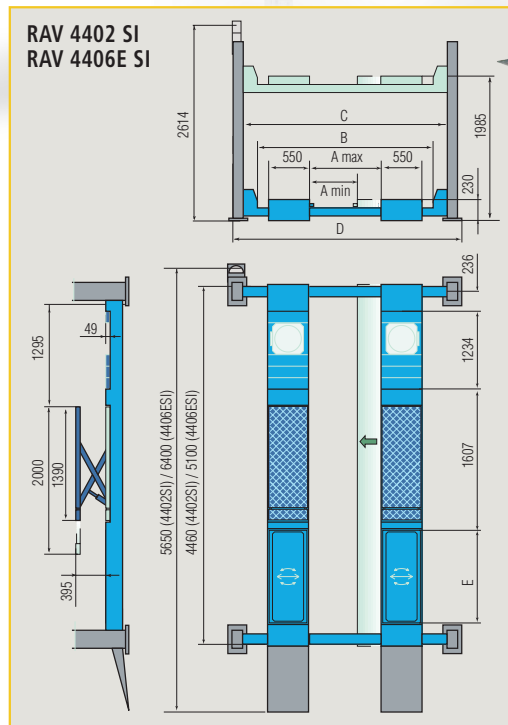 RAV 4402 SI
RAV 4406E SI
2614
C
B
550
A max
550
A min
D
1985
230
236
1295
49
2000
1390
395
5650 (4402SI) / 6400 (4406ESI)
4460 (4402SI) / 5100 (4406ESI)
1234
1607
E